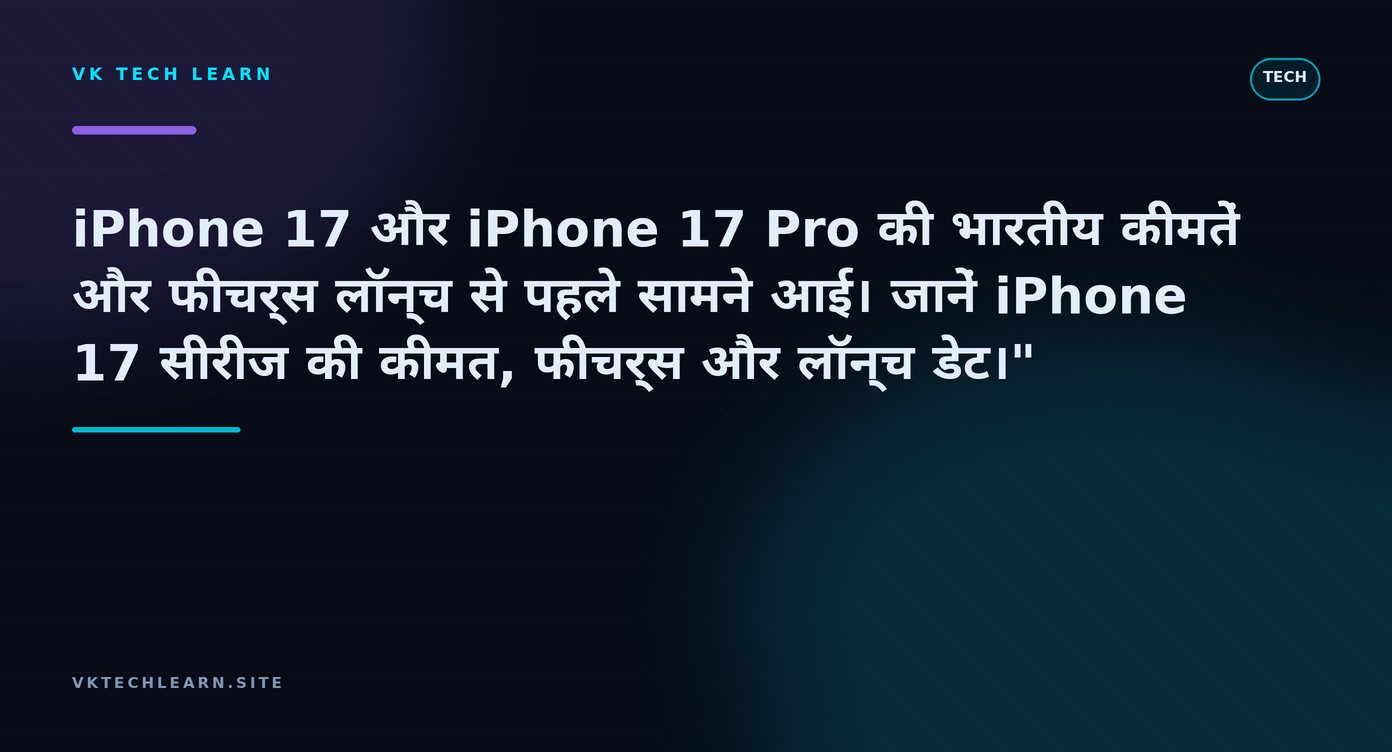 VK TECH LEARN
TECH
iPhone 17 और iPhone 17 Pro की भारतीय कीमतें
और फीचर्स लॉन्च से पहले सामने आई। जानें iPhone
17 सीरीज की कीमत, फीचर्स और लॉन्च डेट।"
VKTECHLEARN.SITE